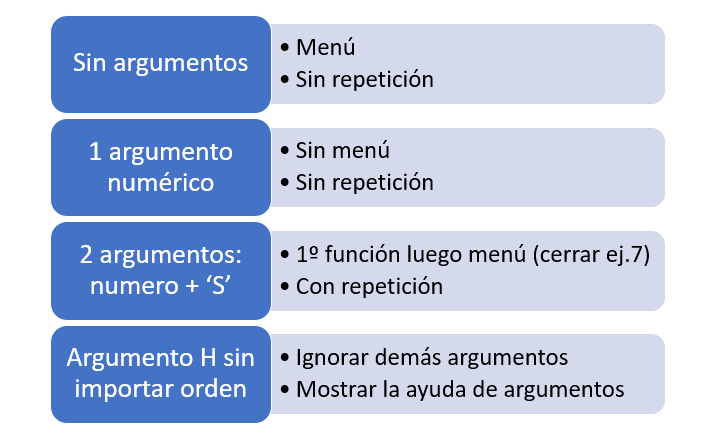 Sin argumentos
• Menú
• Sin repetición
1 argumento
numérico
• Sin menú
• Sin repetición
2 argumentos:
numero + ‘S’
• 1º función luego menú (cerrar ej.7)
• Con repetición
Argumento H sin
importar orden
• Ignorar demás argumentos
• Mostrar la ayuda de argumentos